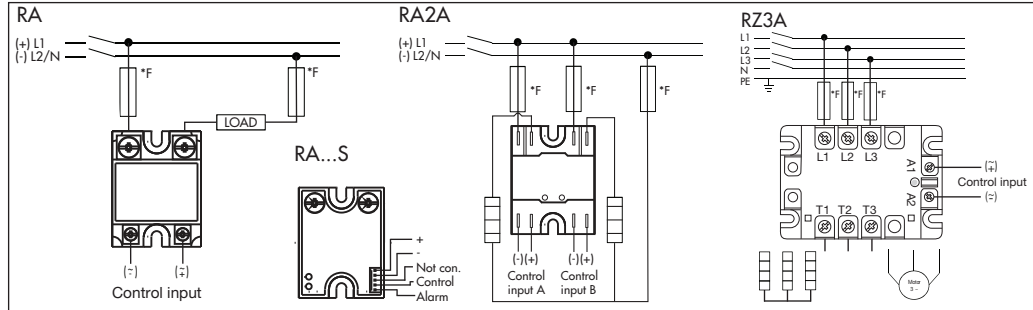 RA
(+) L1
(-) L2/N
*F
*F
LOAD
Control input
RA...S
+
-
Not con.
Control
Alarm
RA2A
(+) L1
(-) L2/N
*F
*F
*F
(-)(+)
(-)(+)
Control
input A
Control
input B
RZ3A
L1
L2
L3
N
PE
*F
*F
*F
L1
L2
L3
A1
A2
Control input
T1
T2
T3
Motor
3 ~